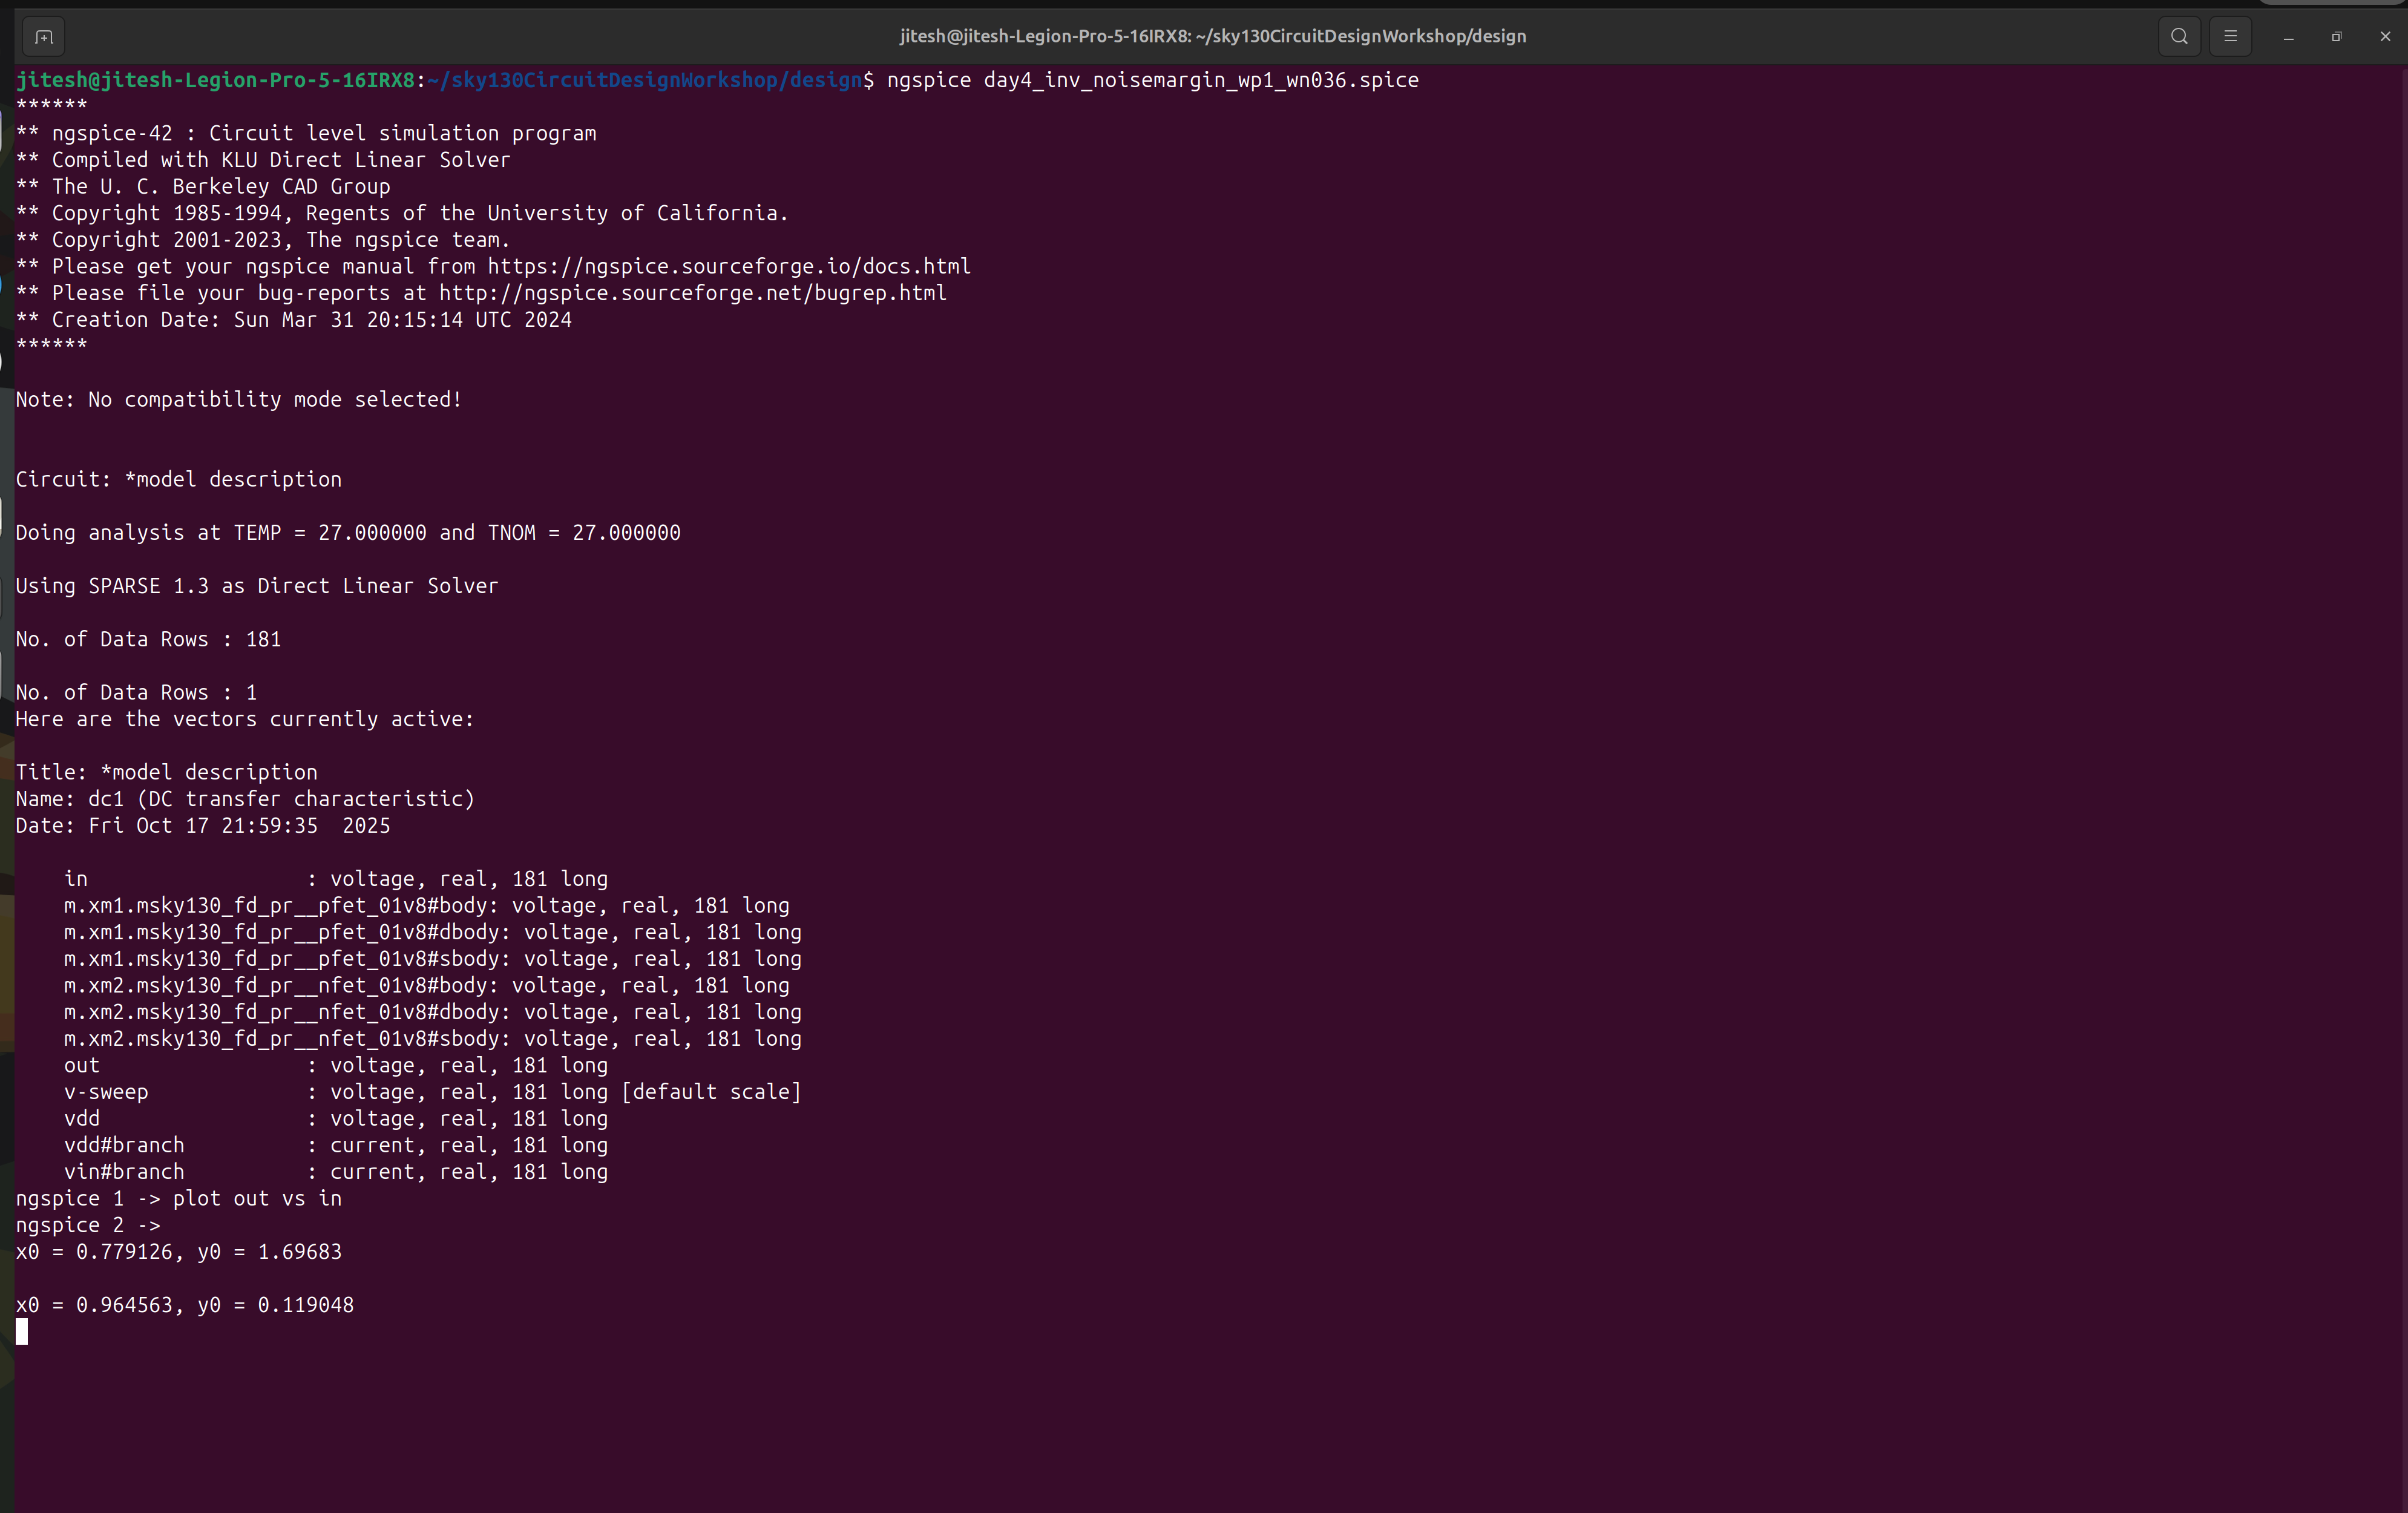 jitesh@jitesh-Legion-Pro-5-16IRX8: ~/sky130CircuitDesignWorkshop/design
jitesh@jitesh-Legion-Pro-5-16IRX8:~/sky130CircuitDesignWorkshop/design$ ngspice day4_inv_noisemargin_wp1_wn036.spice
******
** ngspice-42 : Circuit level simulation program
** Compiled with KLU Direct Linear Solver
** The U. C. Berkeley CAD Group
** Copyright 1985-1994, Regents of the University of California.
** Copyright 2001-2023, The ngspice team.
** Please get your ngspice manual from https://ngspice.sourceforge.io/docs.html
** Please file your bug-reports at http://ngspice.sourceforge.net/bugrep.html
** Creation Date: Sun Mar 31 20:15:14 UTC 2024
******
Note: No compatibility mode selected!
Circuit: *model description
Doing analysis at TEMP = 27.000000 and TNOM = 27.000000
Using SPARSE 1.3 as Direct Linear Solver
No. of Data Rows : 181
No. of Data Rows : 1
Here are the vectors currently active:
Title: *model description
Name: dc1 (DC transfer characteristic)
Date: Fri Oct 17 21:59:35  2025
in                  : voltage, real, 181 long
m.xm1.msky130_fd_pr__pfet_01v8#body: voltage, real, 181 long
m.xm1.msky130_fd_pr__pfet_01v8#dbody: voltage, real, 181 long
m.xm1.msky130_fd_pr__pfet_01v8#sbody: voltage, real, 181 long
m.xm2.msky130_fd_pr__nfet_01v8#body: voltage, real, 181 long
m.xm2.msky130_fd_pr__nfet_01v8#dbody: voltage, real, 181 long
m.xm2.msky130_fd_pr__nfet_01v8#sbody: voltage, real, 181 long
out                 : voltage, real, 181 long
v-sweep             : voltage, real, 181 long [default scale]
vdd                 : voltage, real, 181 long
vdd#branch          : current, real, 181 long
vin#branch          : current, real, 181 long
ngspice 1 -> plot out vs in
ngspice 2 ->
x0 = 0.779126, y0 = 1.69683
x0 = 0.964563, y0 = 0.119048